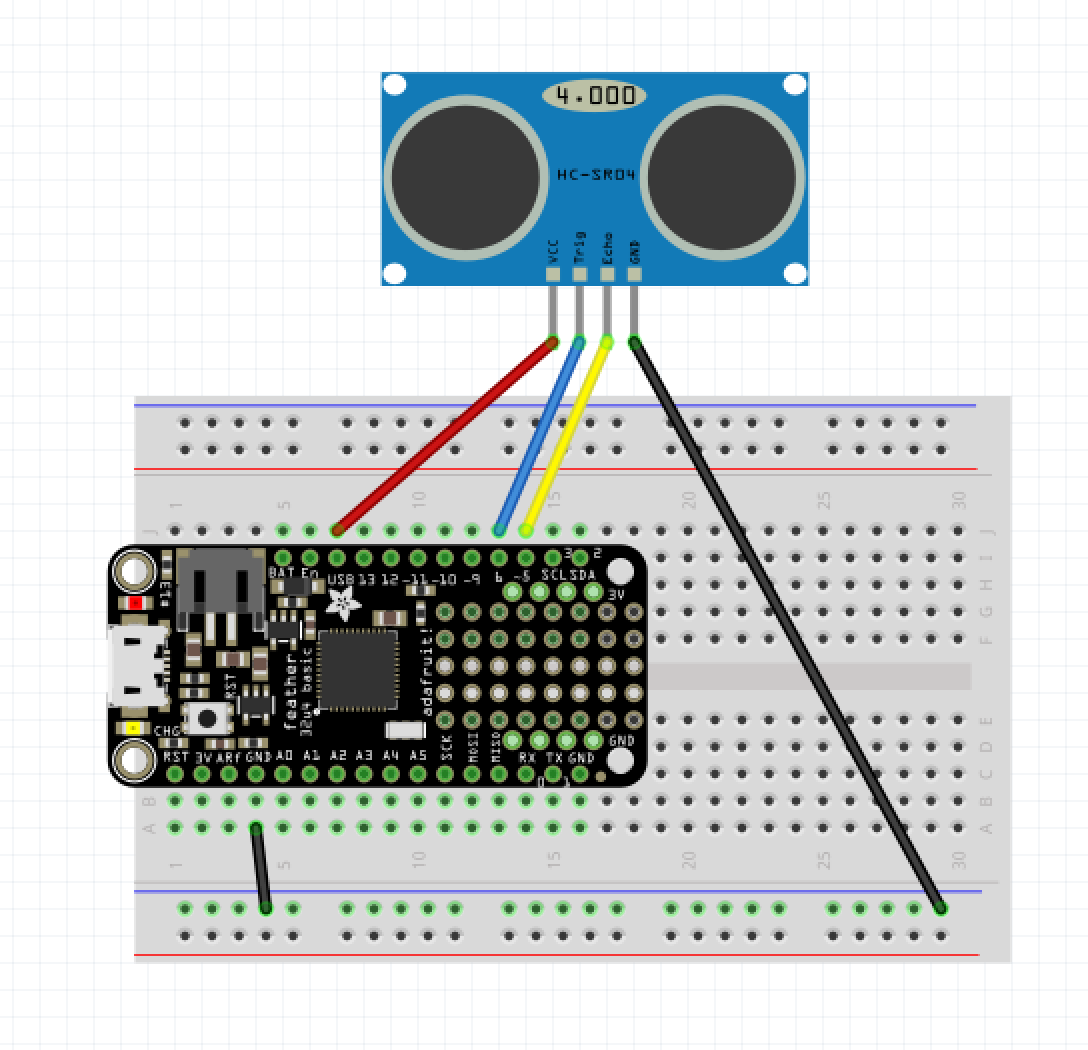 4.000
HC-SR04
VCC Trig Echo GND
1 5 10 15 20 25 30
J J
I
H
G
F
BAT En USB 13 12 -11 -10 -9 6 -5 SCL SDA 3 2
#13
3V
feather
32u4 basic
adafruit!
RST
CHG
SCK MOSI MISO
GND
RST 3V ARf GND A0 A1 A2 A3 A4 A5 RX TX GND
0 1
E
D
C
B B
A A
1 5 10 15 20 25 30